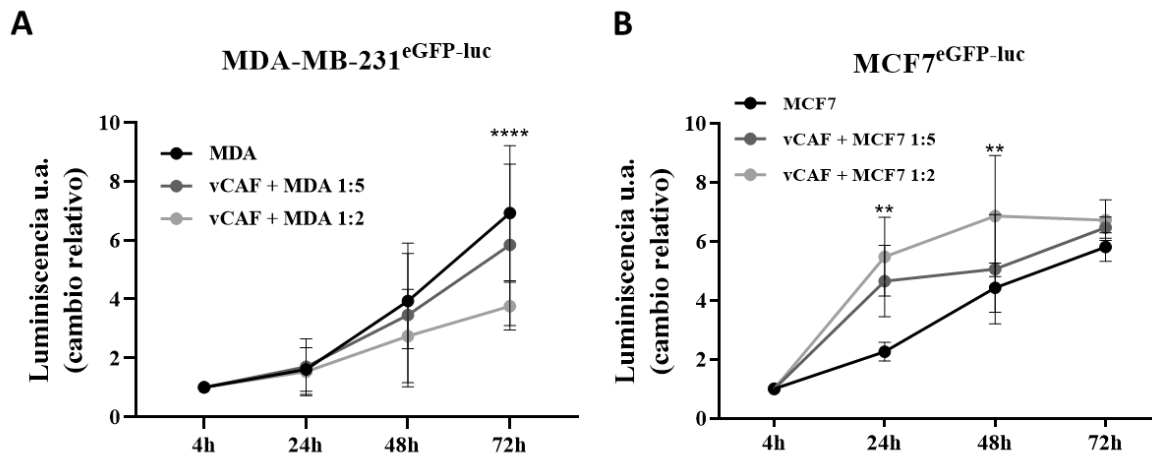 A
MDA-MB-231eGFP-luc
Luminiscencia u.a.
(cambio relativo)
10
8
6
4
2
0
MDA
vCAF + MDA 1:5
vCAF + MDA 1:2
****
4h
24h
48h
72h
B
MCF7eGFP-luc
MCF7
vCAF + MCF7 1:5
vCAF + MCF7 1:2
Luminiscencia u.a.
(cambio relativo)
10
8
6
4
2
0
**
**
4h
24h
48h
72h